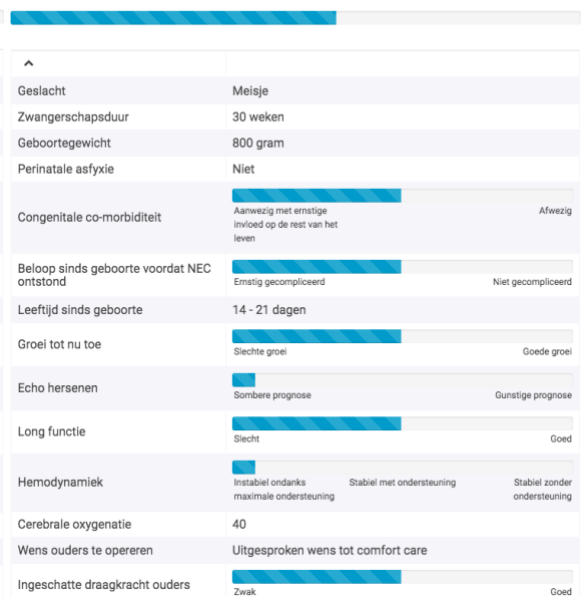 Geslacht Meisje
Zwangerschapsduur 30 weken
Geboortegewicht 800 gram
Perinatale asfyxie Niet
Congenitale co-morbiditeit
Aanwezig met ernstige Afwezig
invloed op de rest van het
leven
Beloop sinds geboorte voordat NEC
ontstond
Ernstig gecompliceerd Niet gecompliceerd
Leeftijd sinds geboorte 14 - 21 dagen
Groei tot nu toe
Slechte groei Goede groei
Echo hersenen
Sombere prognose Gunstige prognose
Long functie
Slecht Goed
Hemodynamiek
Instabiel ondanks Stabiel met ondersteuning Stabiel zonder
maximale ondersteuning ondersteuning
Cerebrale oxygenatie 40
Wens ouders te opereren Uitgesproken wens tot comfort care
Ingeschatte draagkracht ouders
Zwak Goed